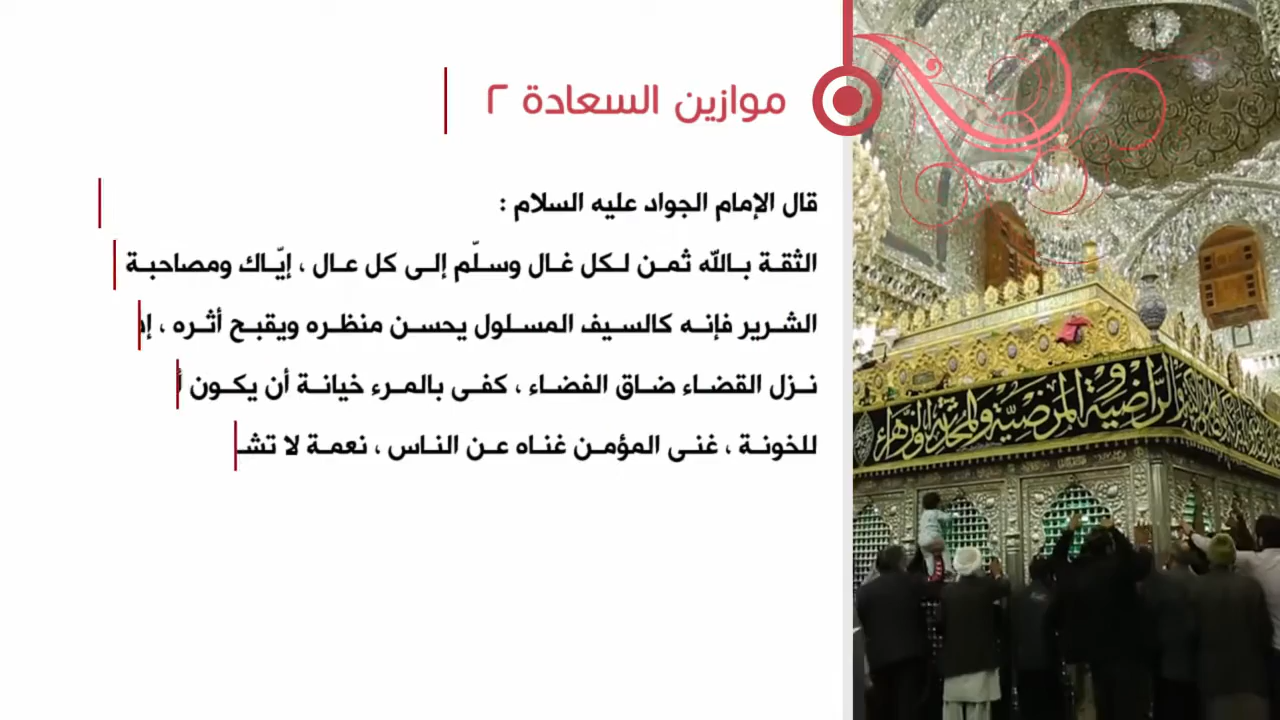 موازين السعادة ٢
قال الإمام الجواد عليه السلام :
الثقة بالله ثمن لكل غال وسلّم إلى كل عال ، إيّاك ومصاحبة
الشرير فإنه كالسيف المسلول يحسن منظره ويقبح أثره ،
نزل القضاء ضاق الفضاء ، كفى بالمرء خيانة أن يكون
للخونة ، غنى المؤمن غناه عن الناس ، نعمة لا
الراضية المرضية